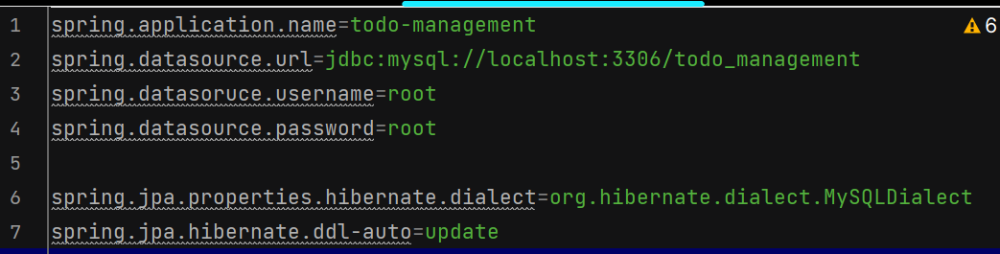 1 spring.application.name=todo-management
6
2 spring.datasource.url=jdbc:mysql://localhost:3306/todo_management
3 spring.datasoruce.username=root
4 spring.datasource.password=root
5
6 spring.jpa.properties.hibernate.dialect=org.hibernate.dialect.MySQLDialect
7 spring.jpa.hibernate.ddl-auto=update